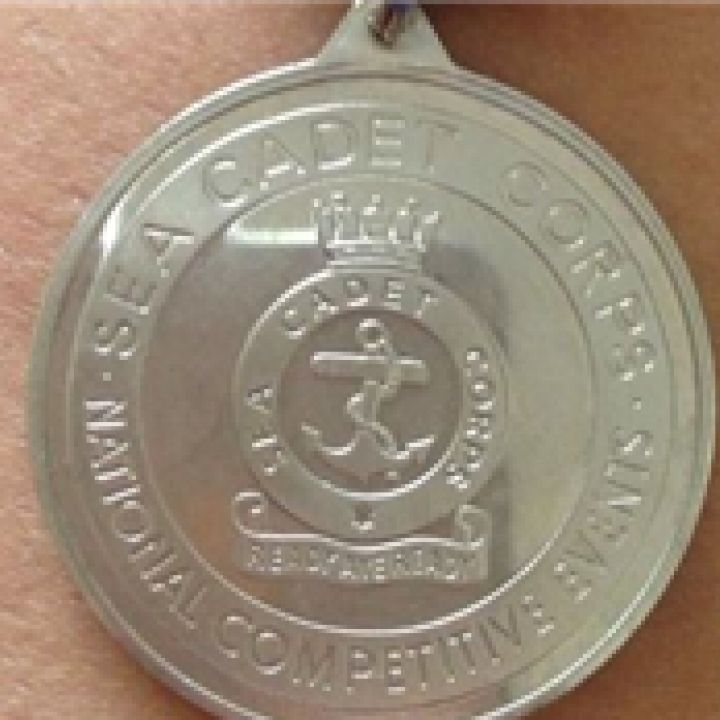 SEA CADET CORPS ·
NATIONAL COMPETITIVE EVENTS ·
SEA CADET CORPS